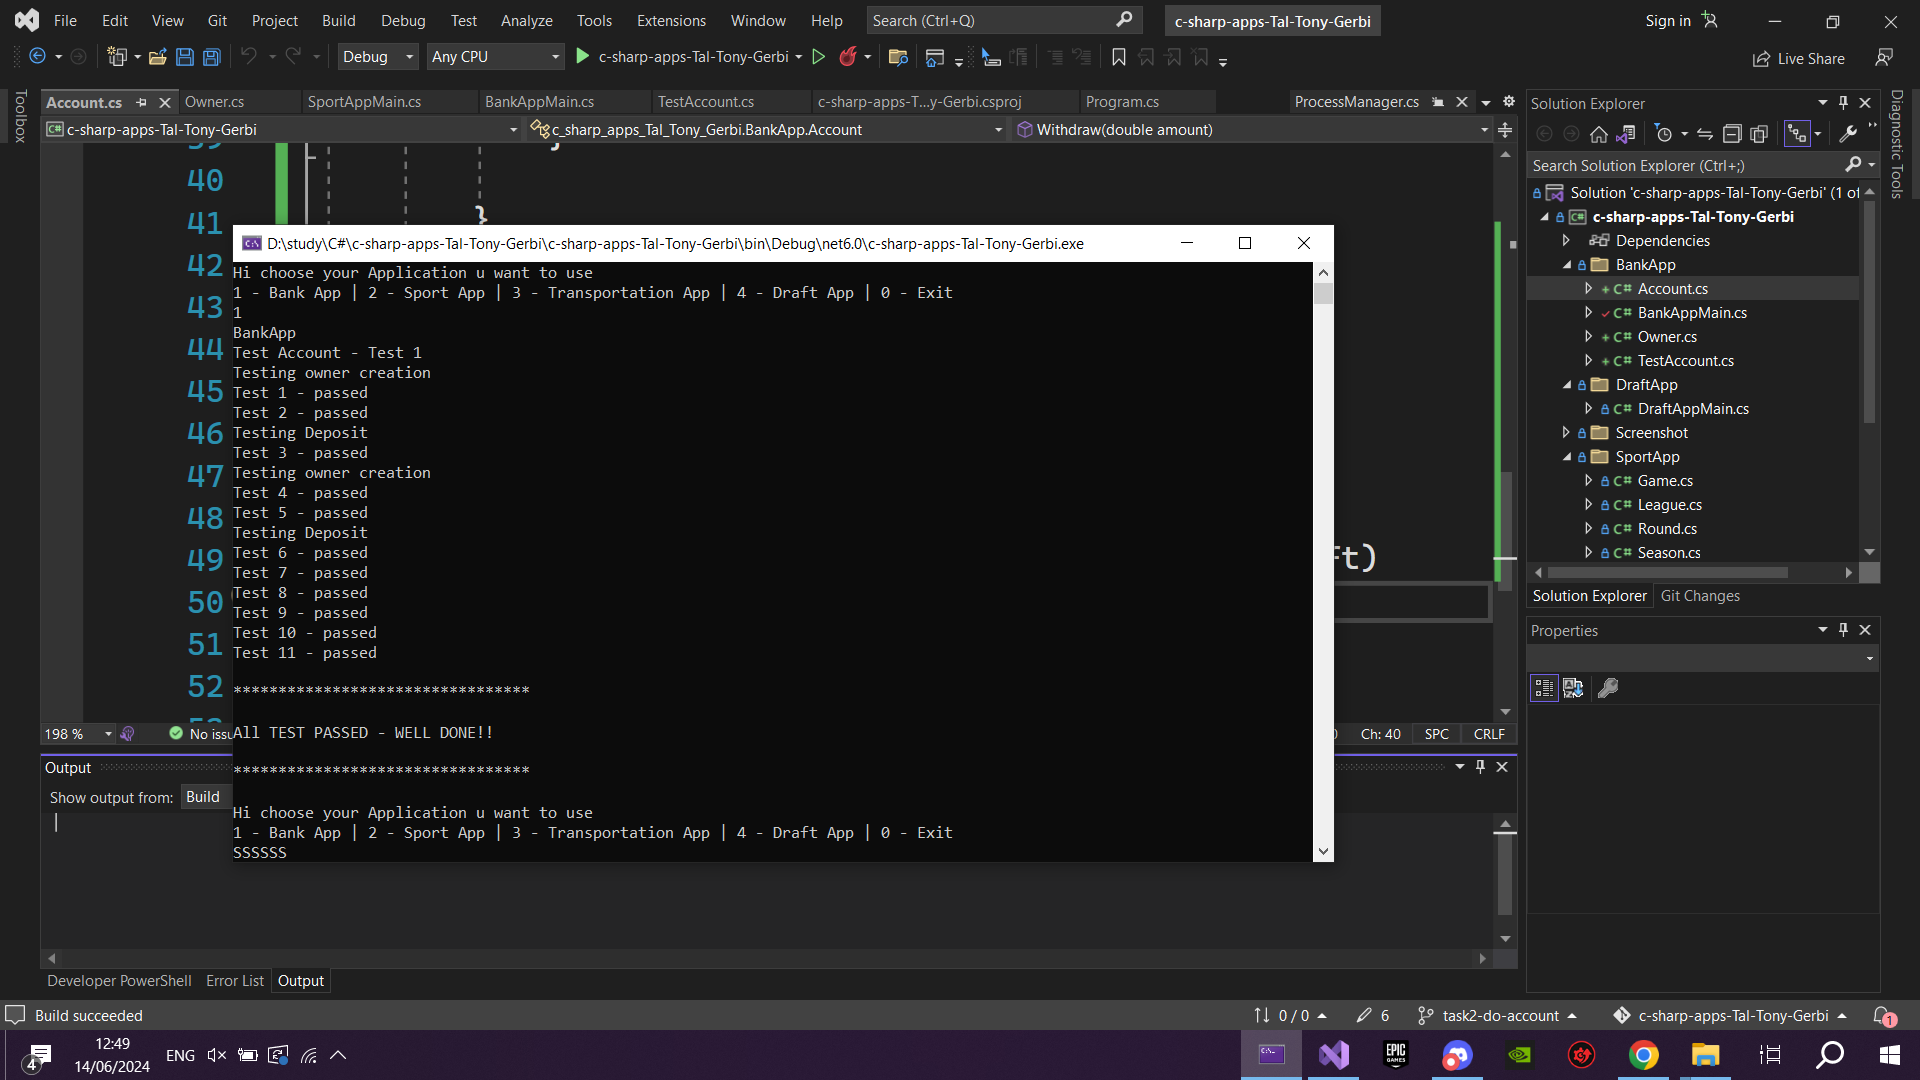 File Edit View Git Project Build Debug Test Analyze Tools Extensions Window Help Search (Ctrl+Q) c-sharp-apps-Tal-Tony-Gerbi Sign in
Debug Any CPU c-sharp-apps-Tal-Tony-Gerbi Live Share
Toolbox
Account.cs Owner.cs SportAppMain.cs BankAppMain.cs TestAccount.cs c-sharp-apps-T...y-Gerbi.csproj Program.cs ProcessManager.cs
c-sharp-apps-Tal-Tony-Gerbi c_sharp_apps_Tal_Tony_Gerbi.BankApp.Account Withdraw(double amount)
40
41 }
42
43
44
45
46
47
48
49 ft)
50
51
52
D:\study\C#\c-sharp-apps-Tal-Tony-Gerbi\c-sharp-apps-Tal-Tony-Gerbi\bin\Debug\net6.0\c-sharp-apps-Tal-Tony-Gerbi.exe
Hi choose your Application u want to use
1 - Bank App | 2 - Sport App | 3 - Transportation App | 4 - Draft App | 0 - Exit
1
BankApp
Test Account - Test 1
Testing owner creation
Test 1 - passed
Test 2 - passed
Testing Deposit
Test 3 - passed
Testing owner creation
Test 4 - passed
Test 5 - passed
Testing Deposit
Test 6 - passed
Test 7 - passed
Test 8 - passed
Test 9 - passed
Test 10 - passed
Test 11 - passed
*********************************
All TEST PASSED - WELL DONE!!
*********************************
Hi choose your Application u want to use
1 - Bank App | 2 - Sport App | 3 - Transportation App | 4 - Draft App | 0 - Exit
SSSSSS
198 % No issu Ch: 40 SPC CRLF
Output
Show output from: Build
Developer PowerShell Error List Output
Solution Explorer
Search Solution Explorer (Ctrl+;)
Solution 'c-sharp-apps-Tal-Tony-Gerbi' (1 of
c-sharp-apps-Tal-Tony-Gerbi
Dependencies
BankApp
C# Account.cs
C# BankAppMain.cs
C# Owner.cs
C# TestAccount.cs
DraftApp
C# DraftAppMain.cs
Screenshot
SportApp
C# Game.cs
C# League.cs
C# Round.cs
C# Season.cs
Solution Explorer Git Changes
Properties
Diagnostic Tools
Build succeeded 0 / 0 6 task2-do-account c-sharp-apps-Tal-Tony-Gerbi 1
4 12:49 ENG EPIC GAMES
14/06/2024